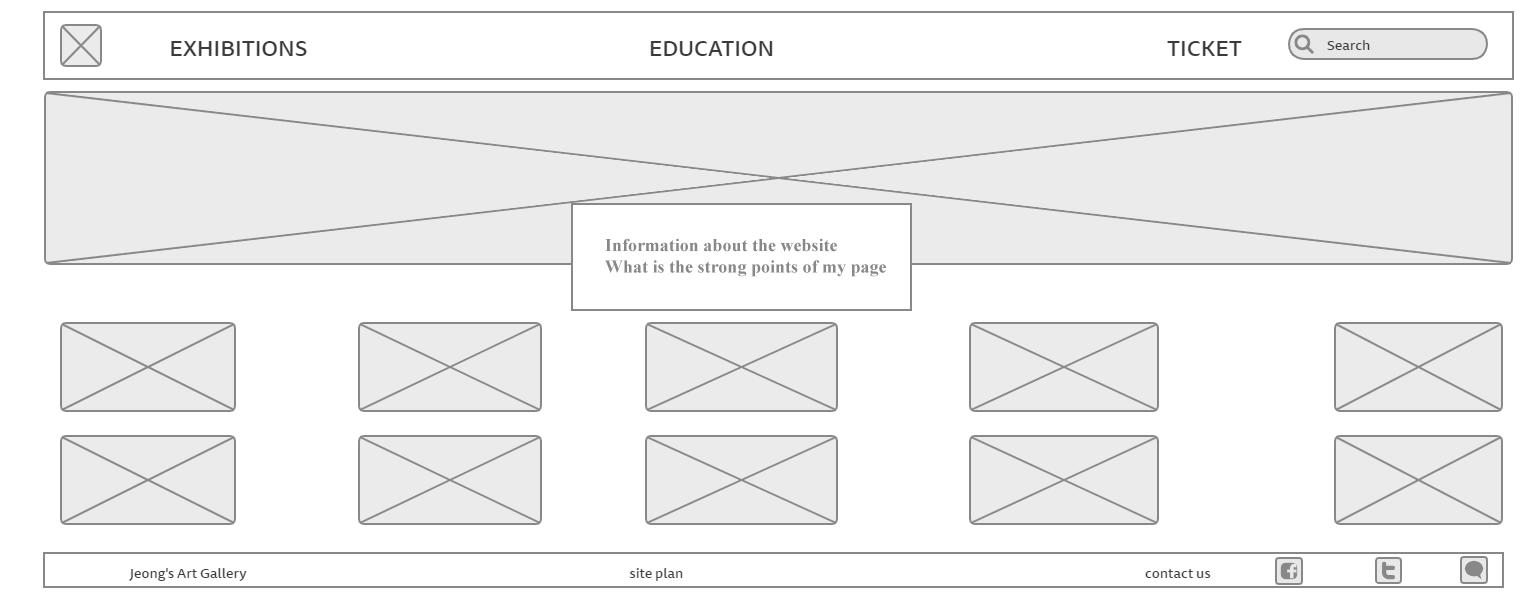 EXHIBITIONS
EDUCATION
TICKET
Search
Information about the website
What is the strong points of my page
Jeong's Art Gallery
site plan
contact us